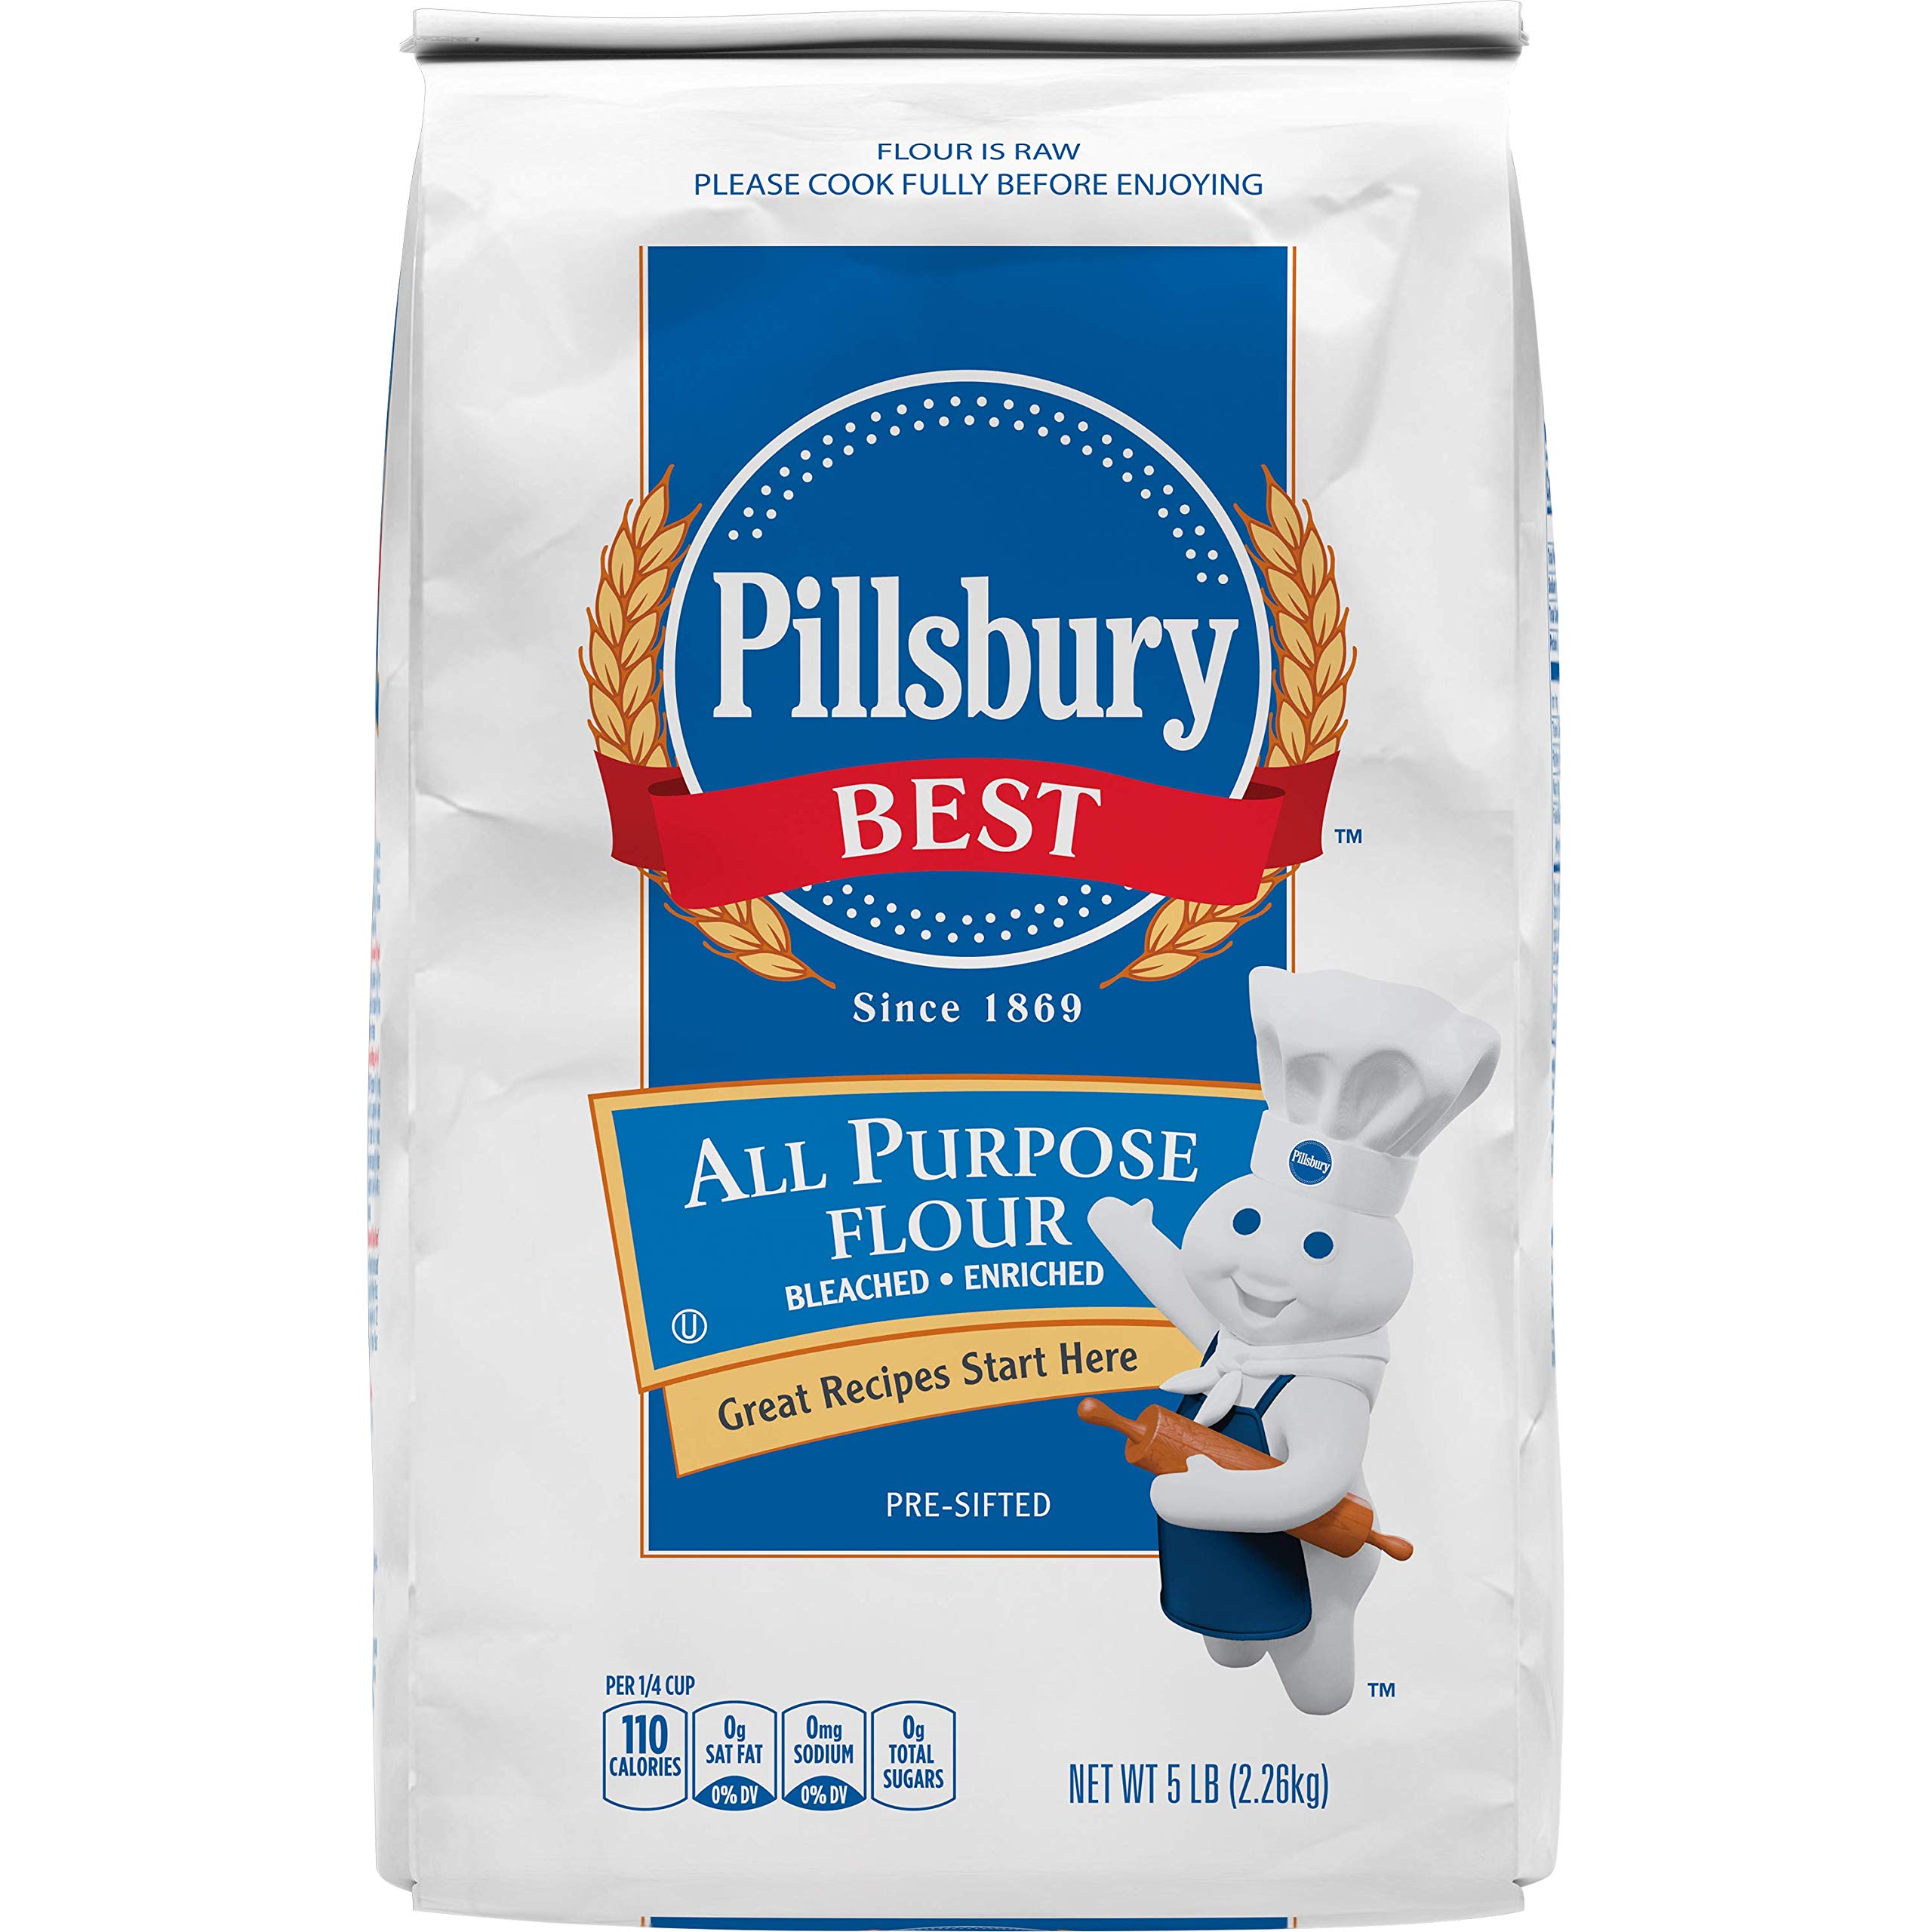 FLOUR IS RAW
PLEASE COOK FULLY BEFORE ENJOYING
Pillsbury
BEST
TM
Since 1869
ALL PURPOSE
FLOUR
BLEACHED • ENRICHED
U
Pillsbury
Great Recipes Start Here
PRE-SIFTED
TM
PER 1/4 CUP
110
CALORIES
0g
SAT FAT
0% DV
0mg
SODIUM
0% DV
0g
TOTAL
SUGARS
NET WT 5 LB (2.26kg)